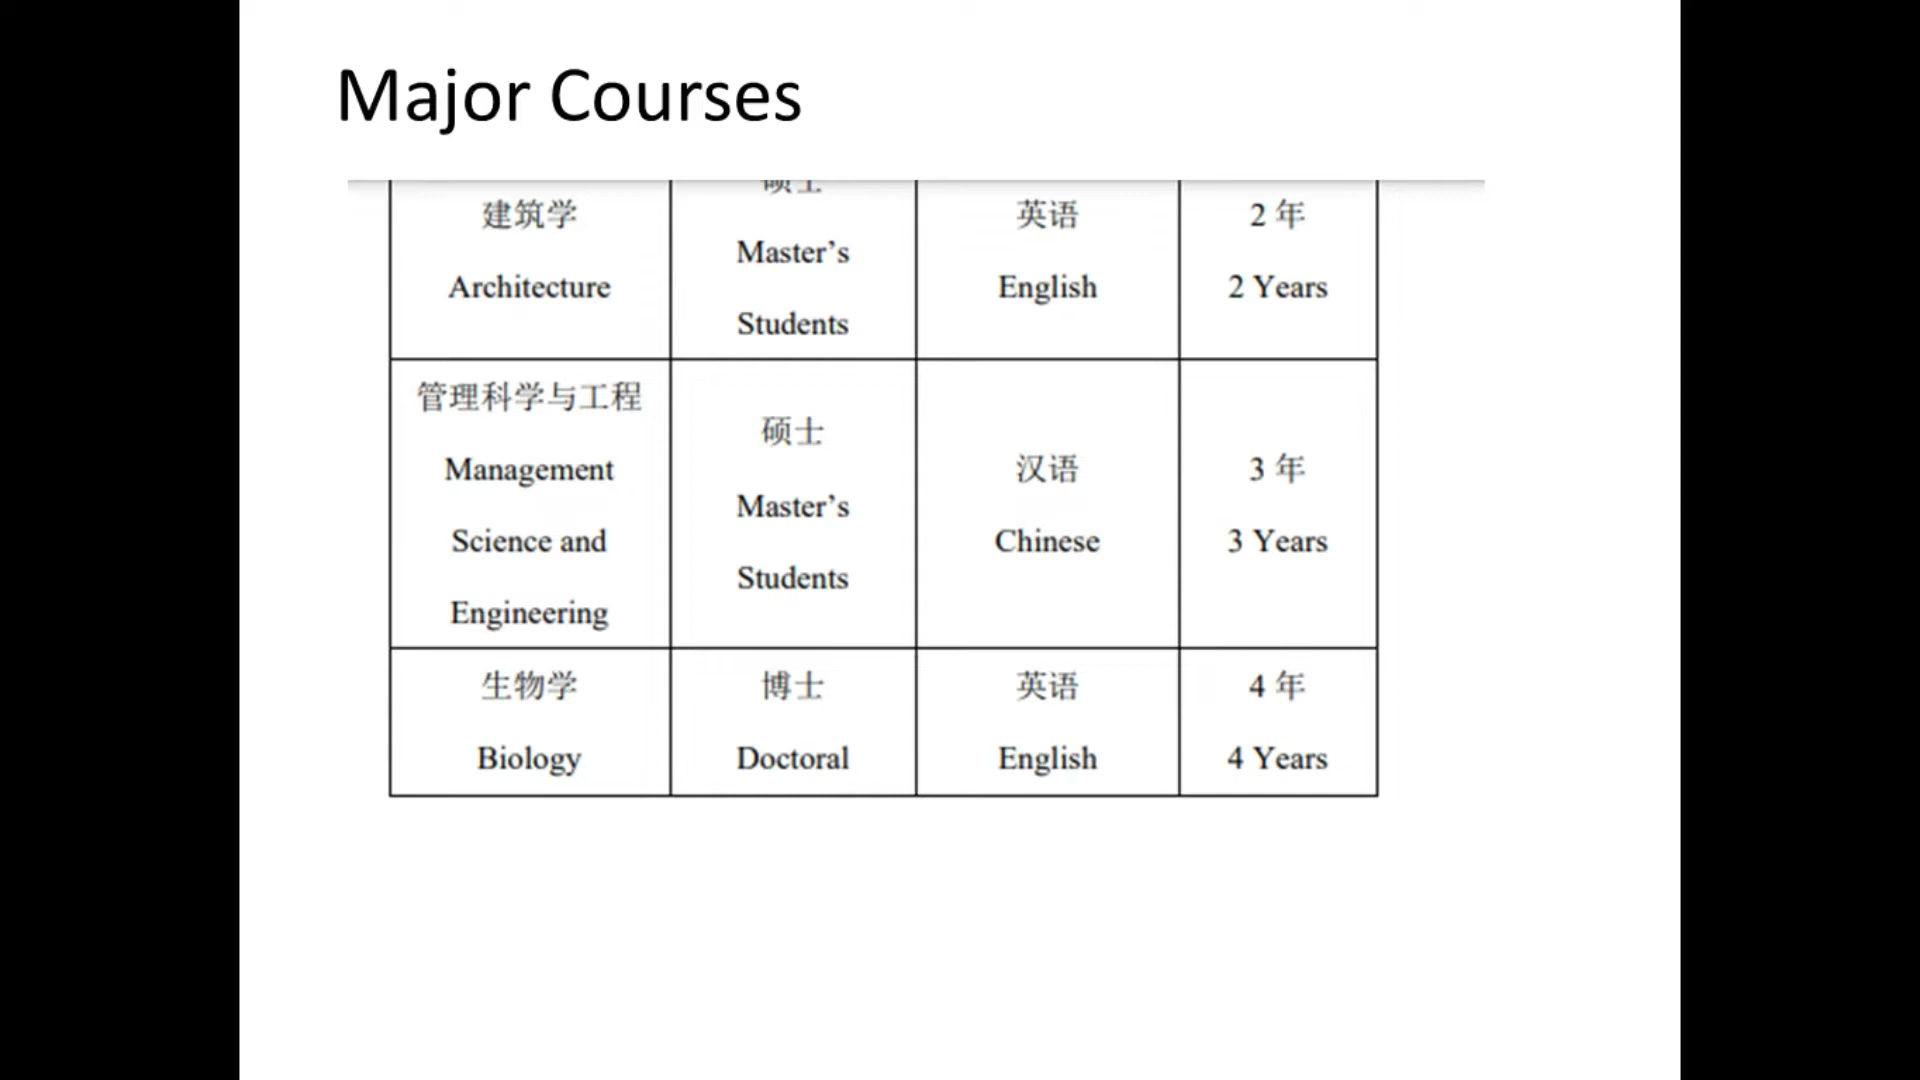 Major Courses
建筑学
Architecture
硕士
Master’s
Students
英语
English
2 年
2 Years
管理科学与工程
Management
Science and
Engineering
硕士
Master’s
Students
汉语
Chinese
3 年
3 Years
生物学
Biology
博士
Doctoral
英语
English
4 年
4 Years